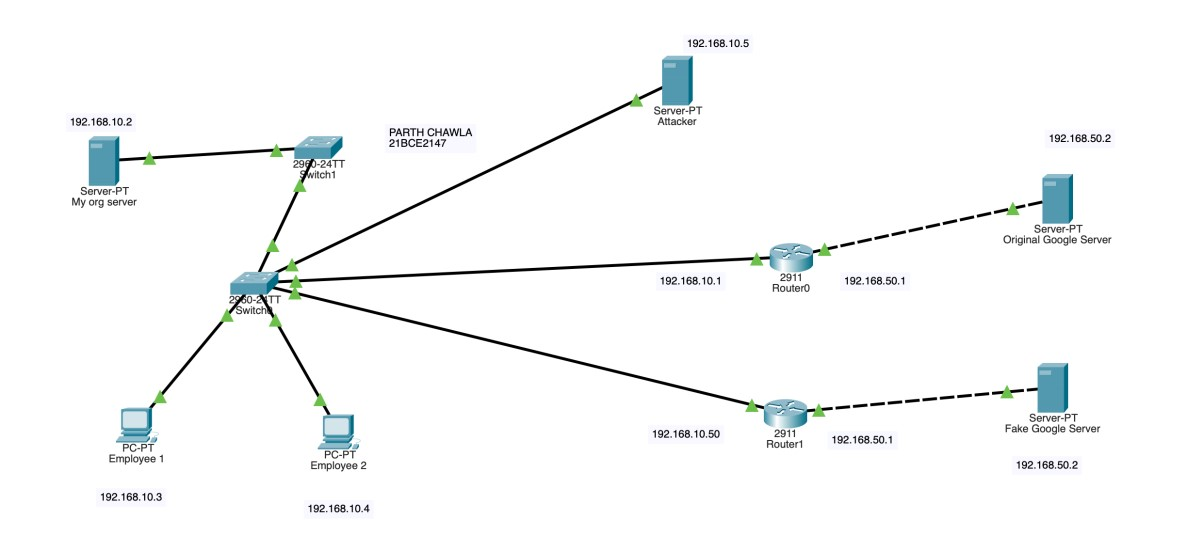 192.168.10.5
Server-PT
Attacker
192.168.10.2
Server-PT
My org server
2960-24TT
Switch1
PARTH CHAWLA
21BCE2147
192.168.50.2
Server-PT
Original Google Server
192.168.10.1
2911
Router0
192.168.50.1
2960-24TT
Switch0
PC-PT
Employee 1
192.168.10.3
PC-PT
Employee 2
192.168.10.4
192.168.10.50
2911
Router1
192.168.50.1
Server-PT
Fake Google Server
192.168.50.2